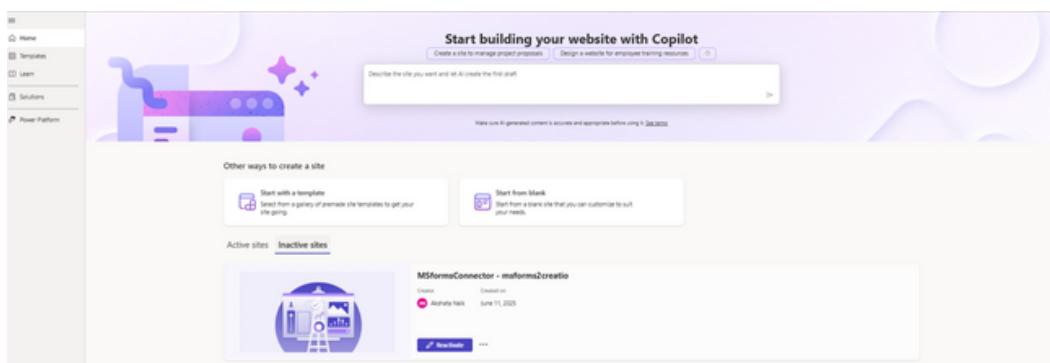 Home
Templates
Learn
Solutions
Power Platform
Start building your website with Copilot
Create a site to manage project proposals
Design a website for employee training resources
Describe the site you want and let AI create the first draft
Make sure AI-generated content is accurate and appropriate before using it. See terms
Other ways to create a site
Start with a template
Select from a gallery of premade site templates to get your
site going.
Start from blank
Start from a blank site that you can customize to suit
your needs.
Active sites Inactive sites
MSformsConnector - msforms2creatio
Creator Created on
Akshata Naik June 11, 2025
Reactivate